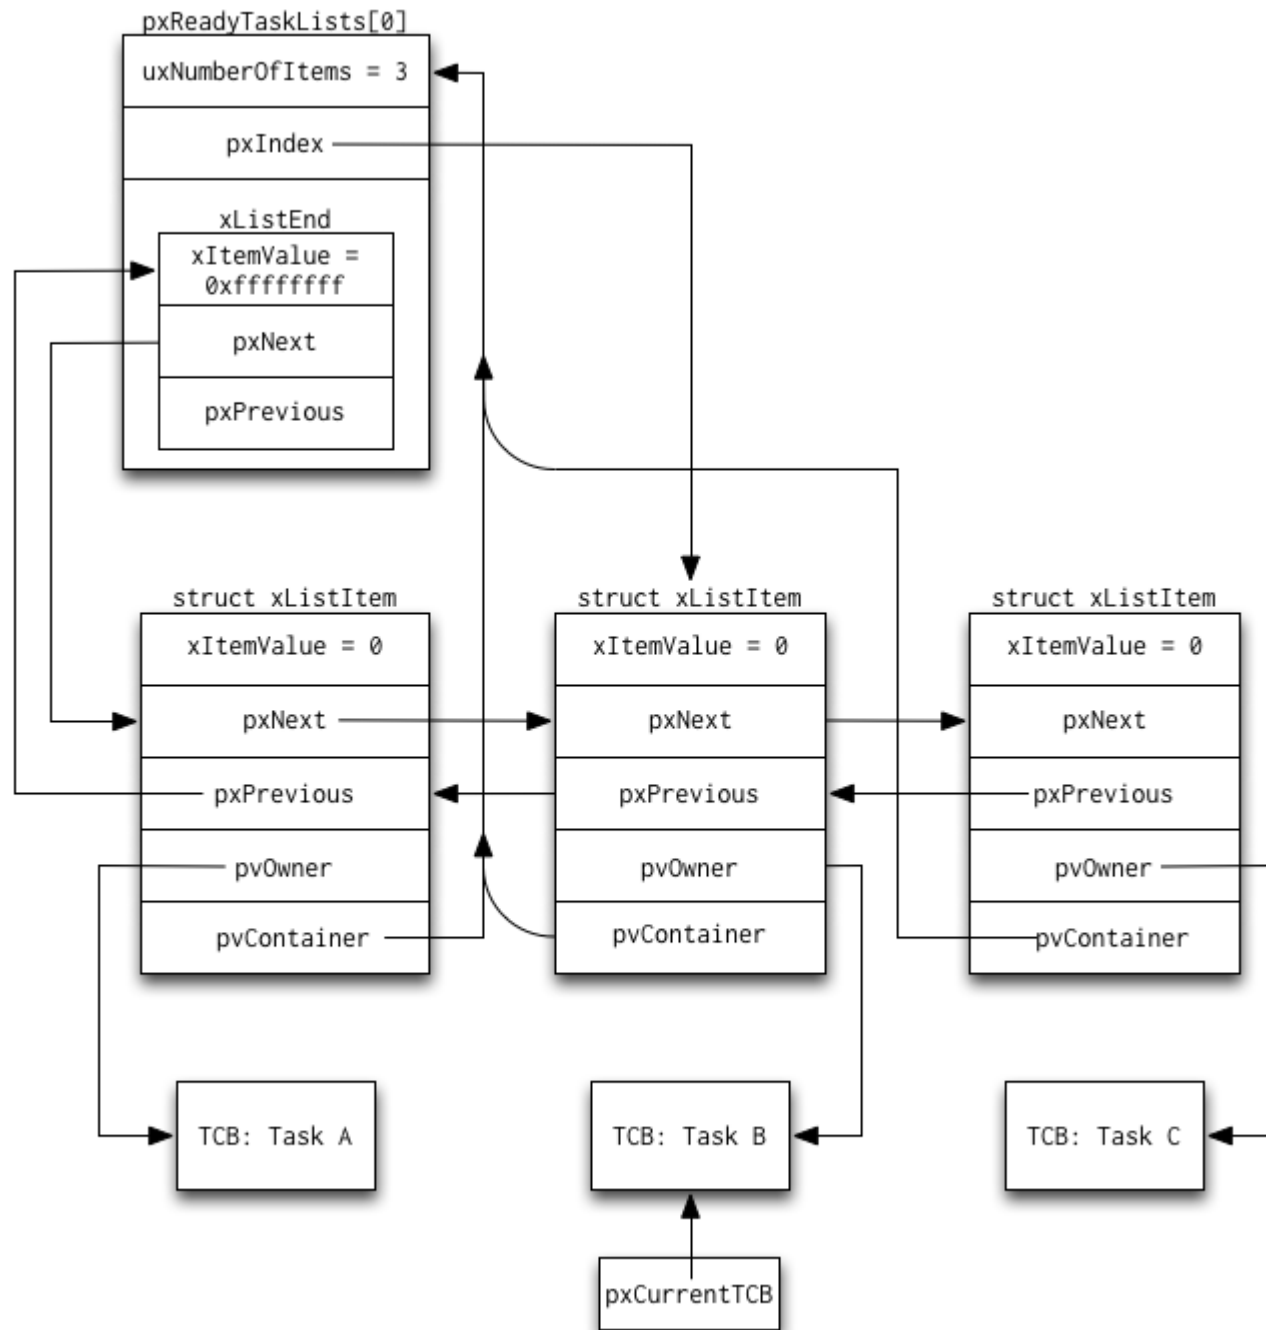 pxReadyTaskLists[0]
uxNumberOfItems = 3
pxIndex
xListEnd
xItemValue =
0xffffffff
pxNext
pxPrevious
struct xListItem
xItemValue = 0
pxNext
pxPrevious
pvOwner
pvContainer
struct xListItem
xItemValue = 0
pxNext
pxPrevious
pvOwner
pvContainer
struct xListItem
xItemValue = 0
pxNext
pxPrevious
pvOwner
pvContainer
TCB: Task A
TCB: Task B
TCB: Task C
pxCurrentTCB